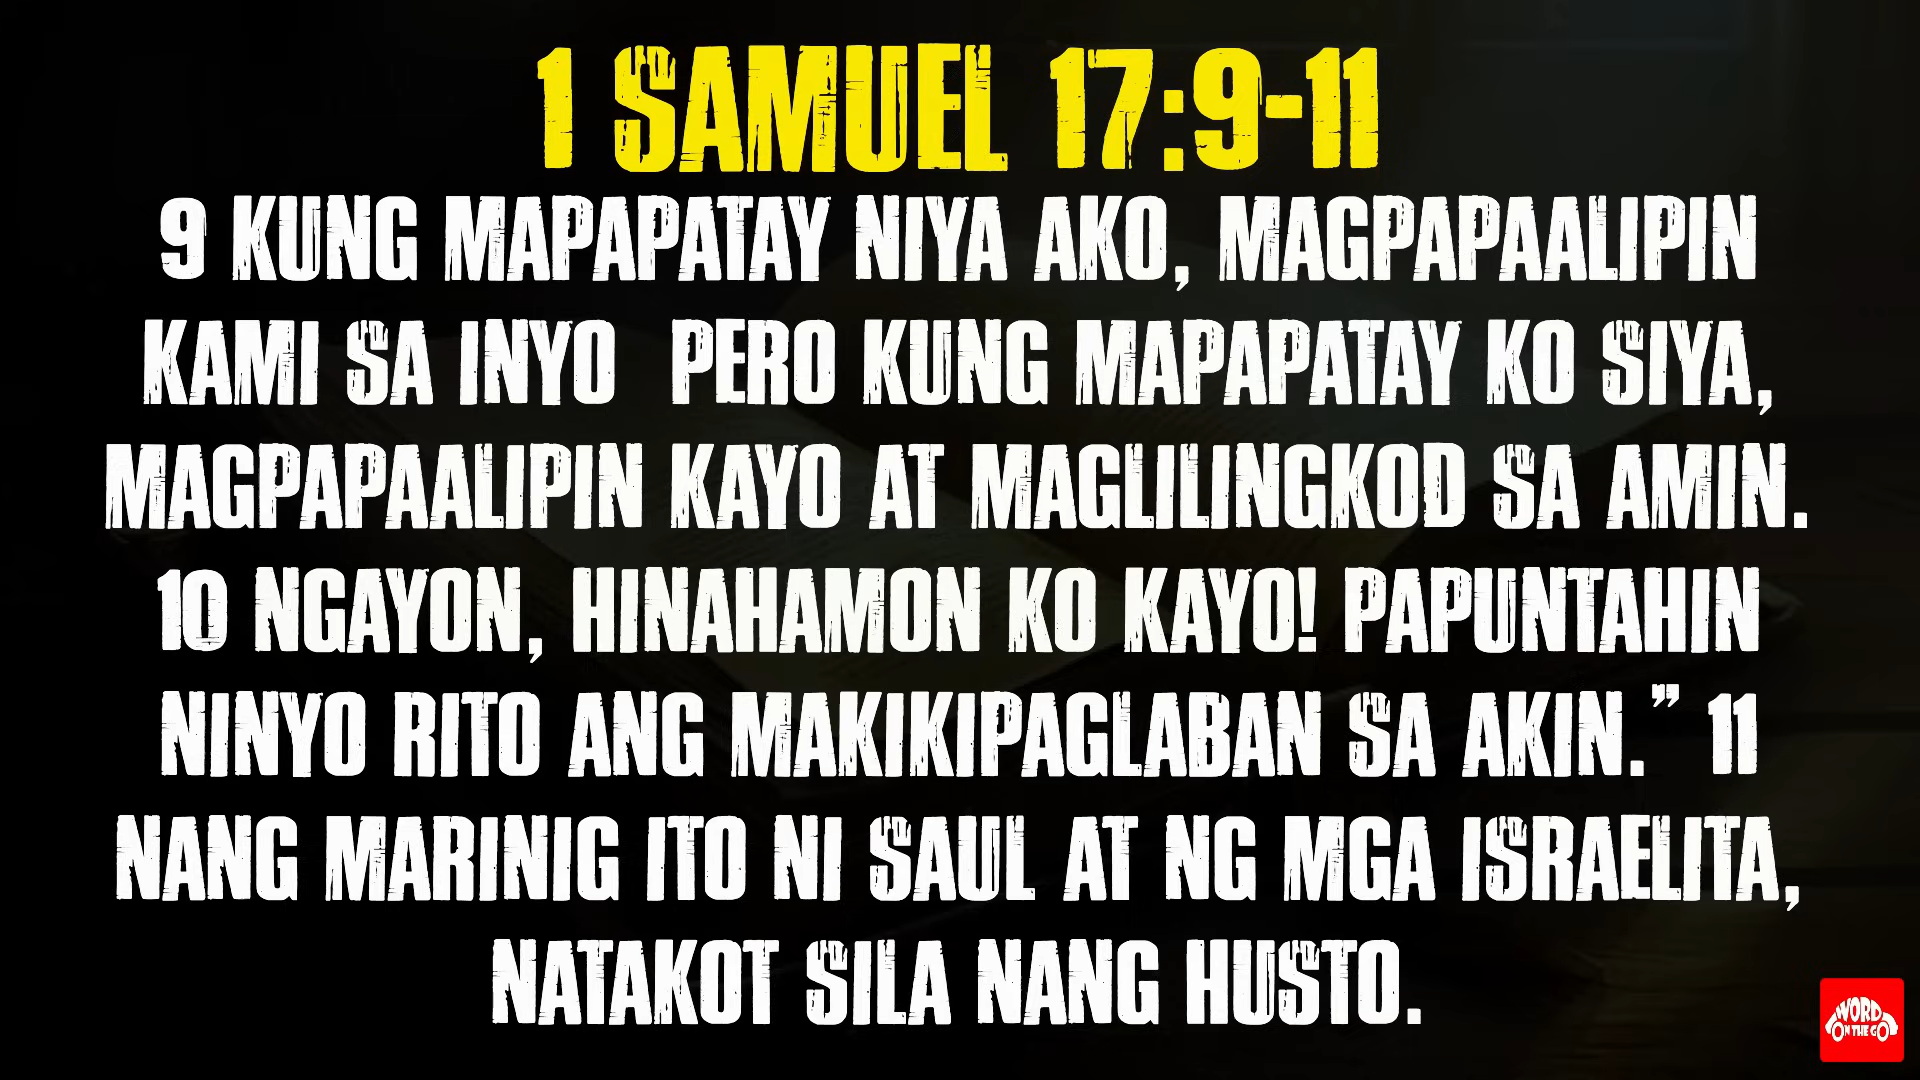 1 SAMUEL 17:9-11
9 KUNG MAPAPATAY NIYA AKO, MAGPAPAALIPIN
KAMI SA INYO  PERO KUNG MAPAPATAY KO SIYA,
MAGPAPAALIPIN KAYO AT MAGLILINGKOD SA AMIN.
10 NGAYON, HINAHAMON KO KAYO! PAPUNTAHIN
NINYO RITO ANG MAKIKIPAGLABAN SA AKIN.” 11
NANG MARINIG ITO NI SAUL AT NG MGA ISRAELITA,
NATAKOT SILA NANG HUSTO.
WORD
ON THE GO